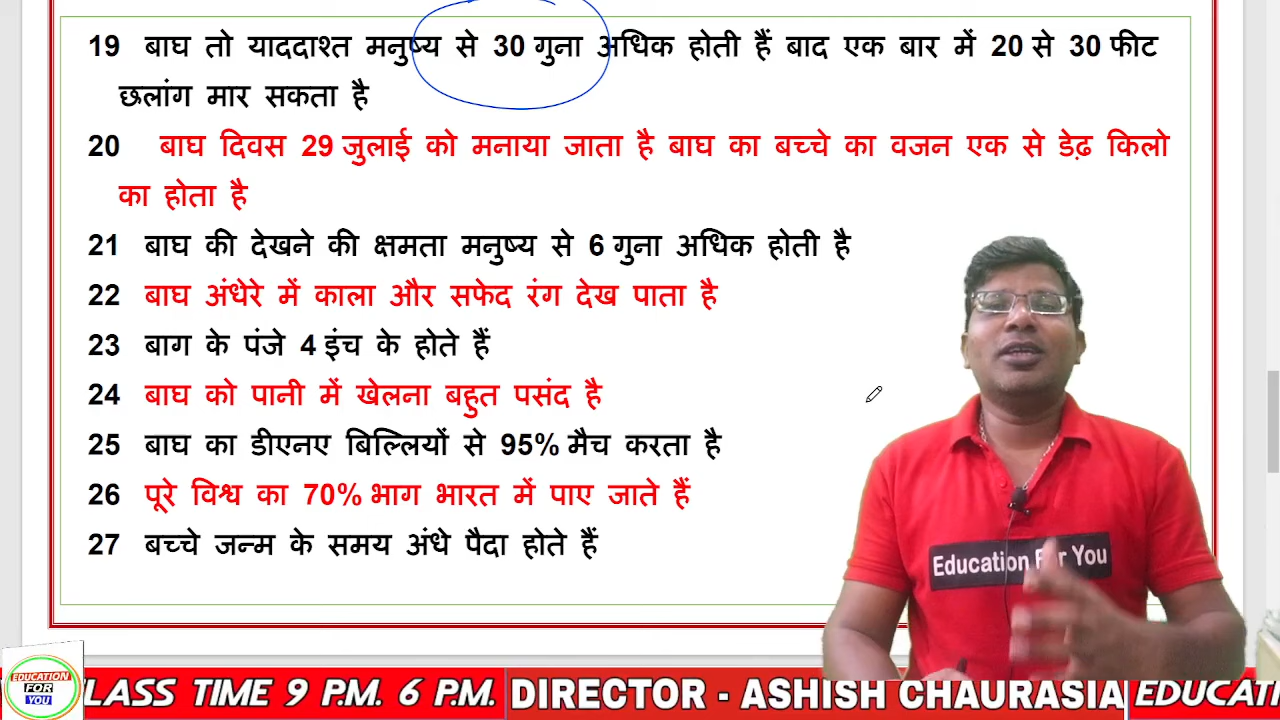 19 बाघ तो याददाश्त मनुष्य से 30 गुना अधिक होती हैं बाद एक बार में 20 से 30 फीट
छलांग मार सकता है
20 बाघ दिवस 29 जुलाई को मनाया जाता है बाघ का बच्चे का वजन एक से डेढ़ किलो
का होता है
21 बाघ की देखने की क्षमता मनुष्य से 6 गुना अधिक होती है
22 बाघ अंधेरे में काला और सफेद रंग देख पाता है
23 बाग के पंजे 4 इंच के होते हैं
24 बाघ को पानी में खेलना बहुत पसंद है
25 बाघ का डीएनए बिल्लियों से 95% मैच करता है
26 पूरे विश्व का 70% भाग भारत में पाए जाते हैं
27 बच्चे जन्म के समय अंधे पैदा होते हैं
Education For You
EDUCATION
FOR
YOU
LASS TIME 9 P.M. 6 P.M. DIRECTOR - ASHISH CHAURASIA EDUCATI